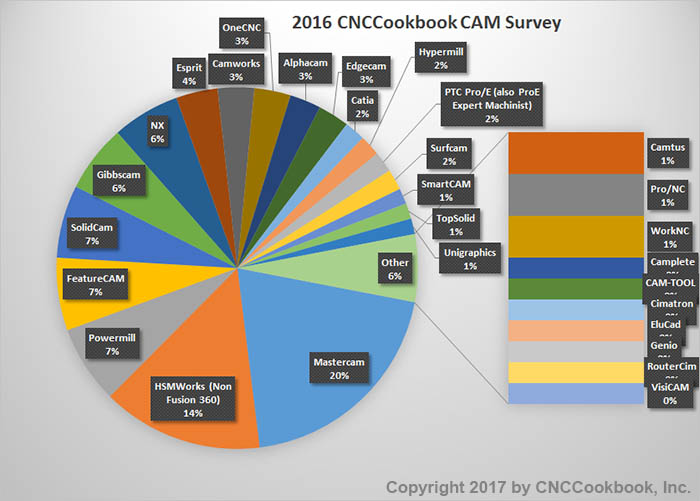 2016 CNCCookbook CAM Survey
OneCNC
3%
Camworks
3%
Esprit
4%
Alphacam
3%
Edgecam
3%
Hypermill
2%
Catia
2%
PTC Pro/E (also ProE
Expert Machinist)
2%
NX
6%
Gibbscam
6%
SolidCam
7%
FeatureCAM
7%
Powermill
7%
HSMWorks (Non
Fusion 360)
14%
Mastercam
20%
Surfcam
2%
SmartCAM
1%
TopSolid
1%
Unigraphics
1%
Other
6%
Camtus
1%
Pro/NC
1%
WorkNC
1%
Camplete
CAM-TOOL
Cimatron
EluCad
Genio
RouterCim
VisiCAM
0%
Copyright 2017 by CNCCookbook, Inc.